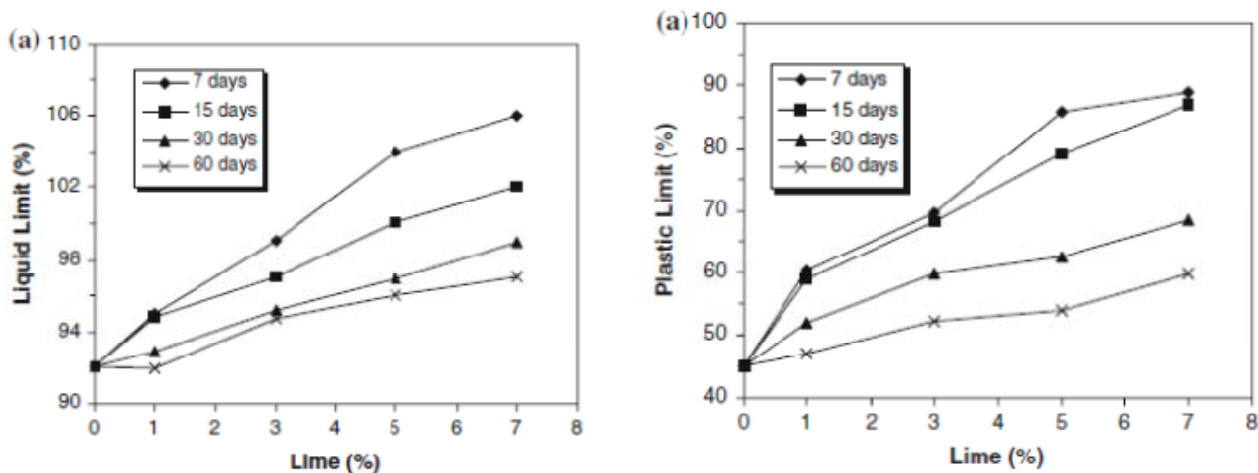 (a)
110
106
102
98
94
90
Liquid Limit (%)
7 days
15 days
30 days
60 days
0 1 2 3 4 5 6 7 8
Lime (%)
(a)
100
90
80
70
60
50
40
Plastic Limit (%)
7 days
15 days
30 days
60 days
0 1 2 3 4 5 6 7 8
Lime (%)